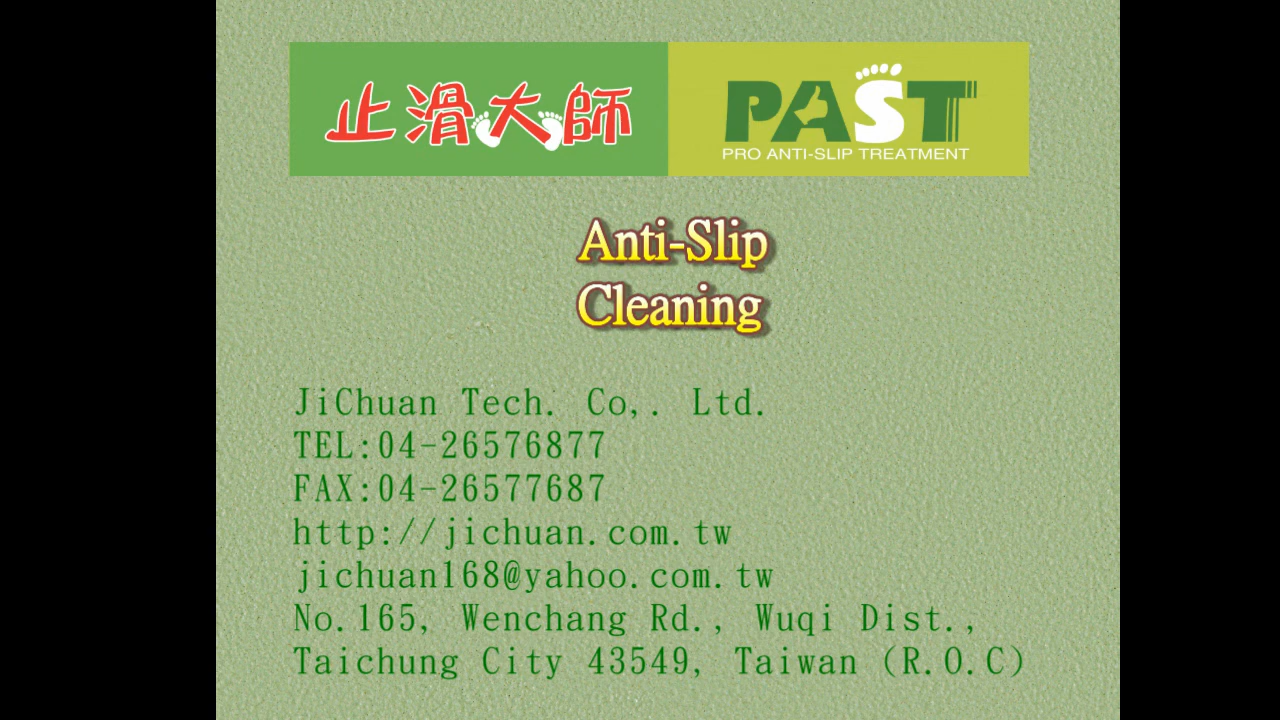 止滑大師
PAST
PRO ANTI-SLIP TREATMENT
Anti-Slip
Cleaning
JiChuan Tech. Co,. Ltd.
TEL:04-26576877
FAX:04-26577687
http://jichuan.com.tw
jichuan168@yahoo.com.tw
No.165, Wenchang Rd., Wuqi Dist.,
Taichung City 43549, Taiwan (R.O.C)